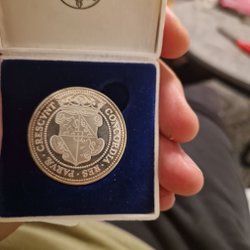 CONCORDIA · RES · PARVÆ · CRESCVNT